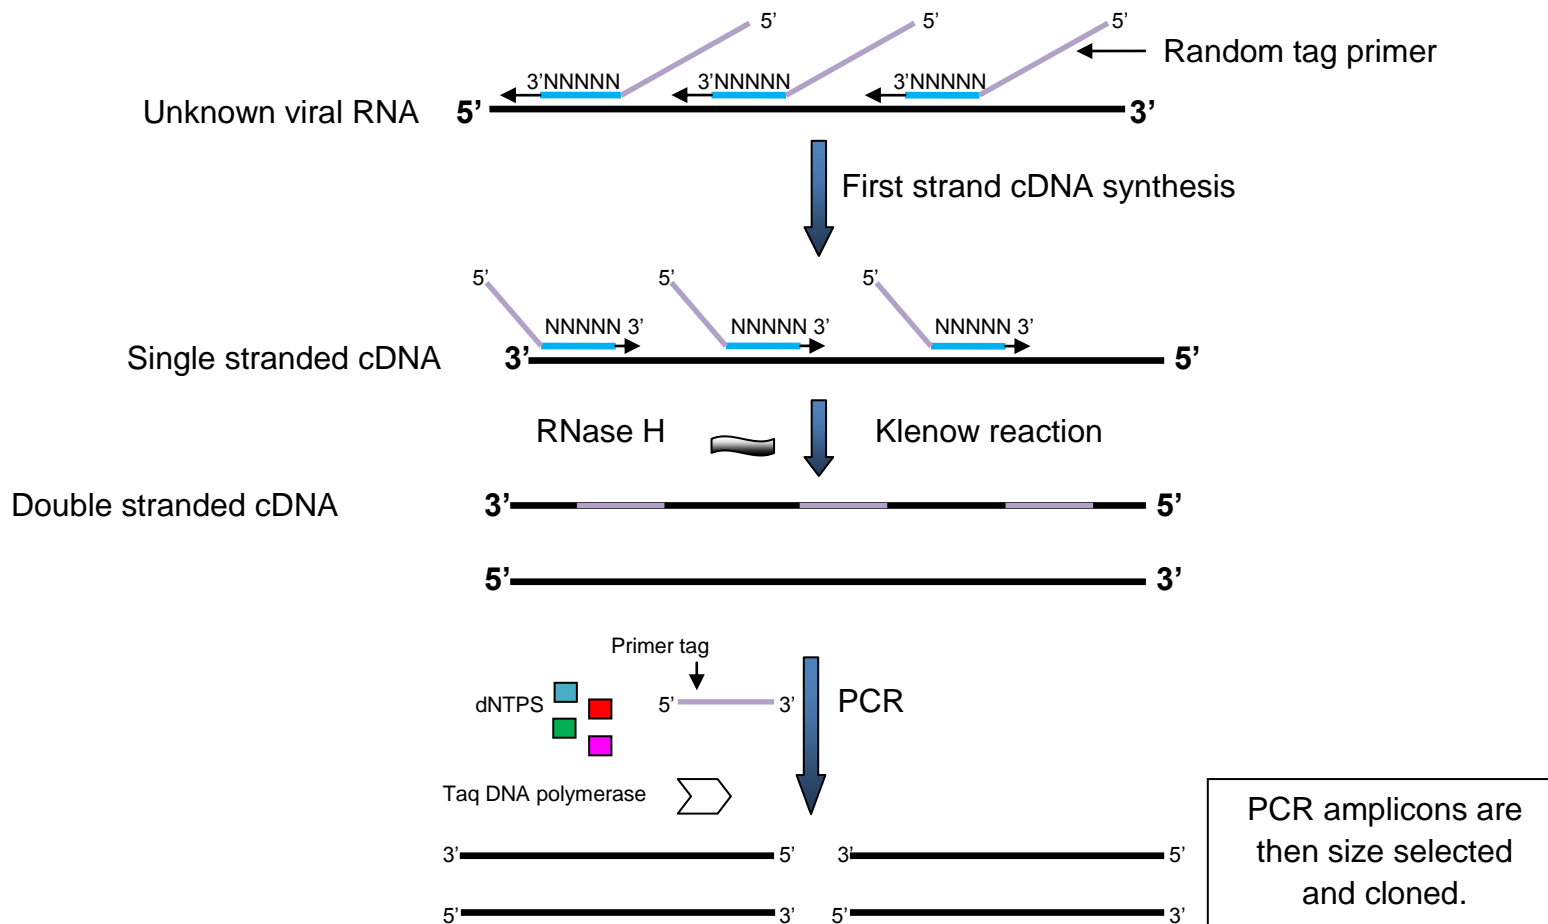 5’ 5’ 5’
Random tag primer
3’NNNNN 3’NNNNN 3’NNNNN
Unknown viral RNA 5’ 3’
First strand cDNA synthesis
5’ 5’ 5’
NNNNN 3’ NNNNN 3’ NNNNN 3’
Single stranded cDNA 3’ 5’
RNase H Klenow reaction
Double stranded cDNA 3’ 5’
5’ 3’
Primer tag
dNTPS 5’ 3’ PCR
Taq DNA polymerase
3’ 5’ 3’ 5’
5’ 3’ 5’ 3’
PCR amplicons are
then size selected
and cloned.